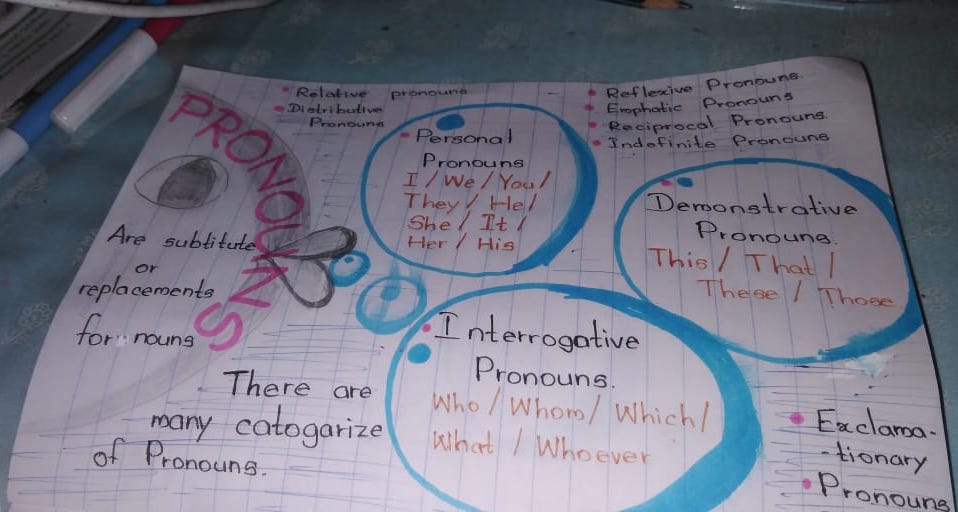 PRONOUNS
Are subtitute
or
replacements
for nouns
There are
many catogarize
of Pronouns.
Relative pronouns
Distributive
Pronouns
Personal
Pronouns
I / We / You /
They / He /
She / It /
Her / His
Reflexive Pronouns
Emphatic Pronouns
Reciprocal Pronouns
Indefinite Pronouns
Demonstrative
Pronouns.
This / That /
These / Those
Interrogative
Pronouns.
Who / Whom / Which /
What / Whoever
Exclama-
-tionary
Pronouns